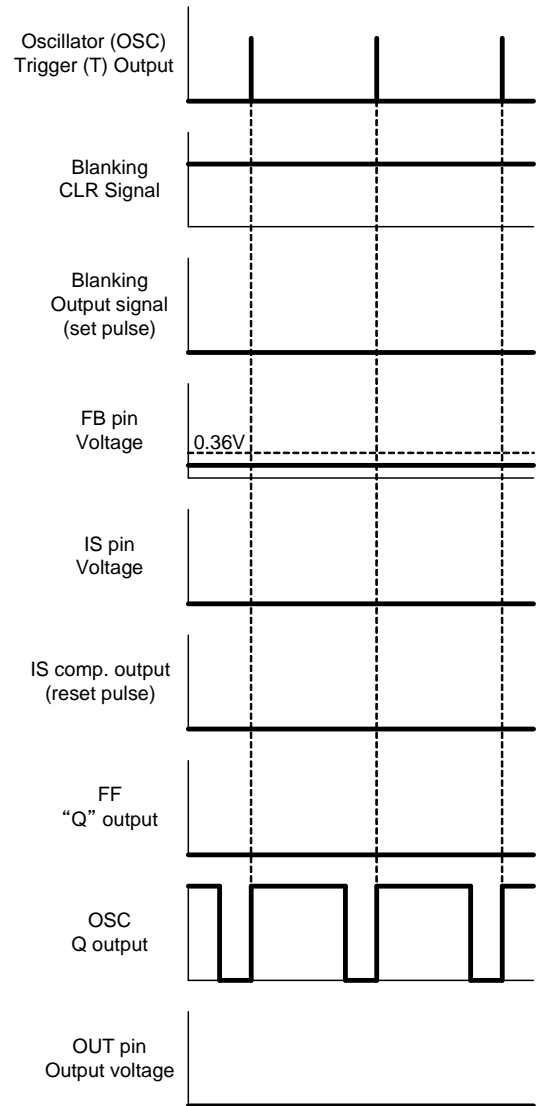 Oscillator (OSC)
Trigger (T) Output
Blanking
CLR Signal
Blanking
Output signal
(set pulse)
FB pin
Voltage
0.36V
IS pin
Voltage
IS comp. output
(reset pulse)
FF
“Q” output
OSC
Q output
OUT pin
Output voltage